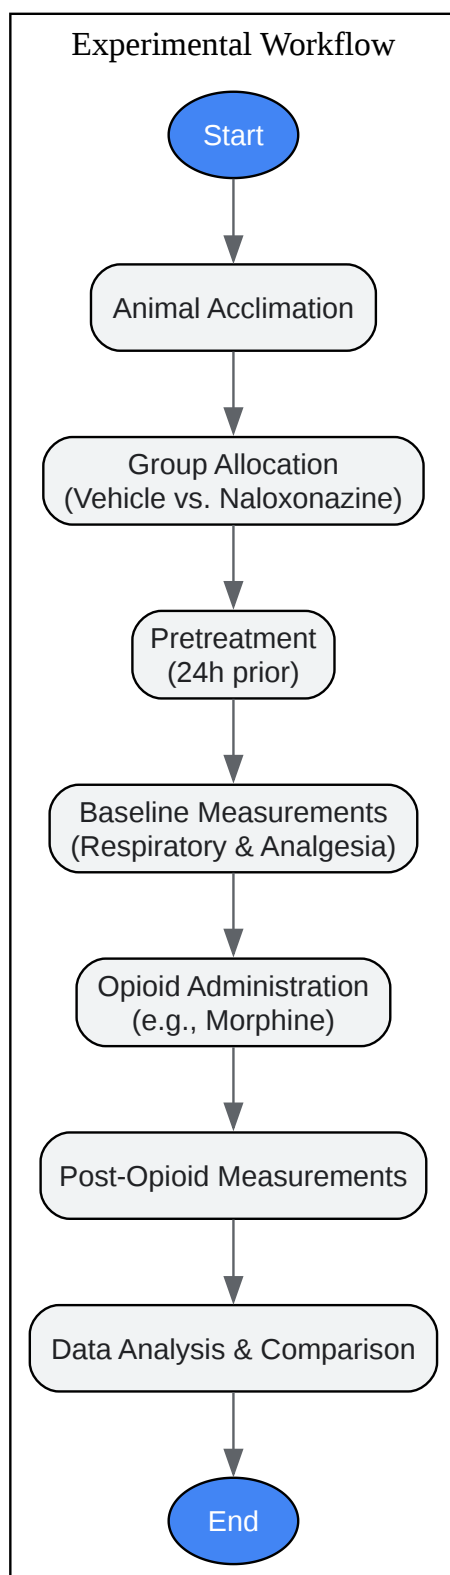 Experimental Workflow
Start
Animal Acclimation
Group Allocation
(Vehicle vs. Naloxonazine)
Pretreatment
(24h prior)
Baseline Measurements
(Respiratory & Analgesia)
Opioid Administration
(e.g., Morphine)
Post-Opioid Measurements
Data Analysis & Comparison
End